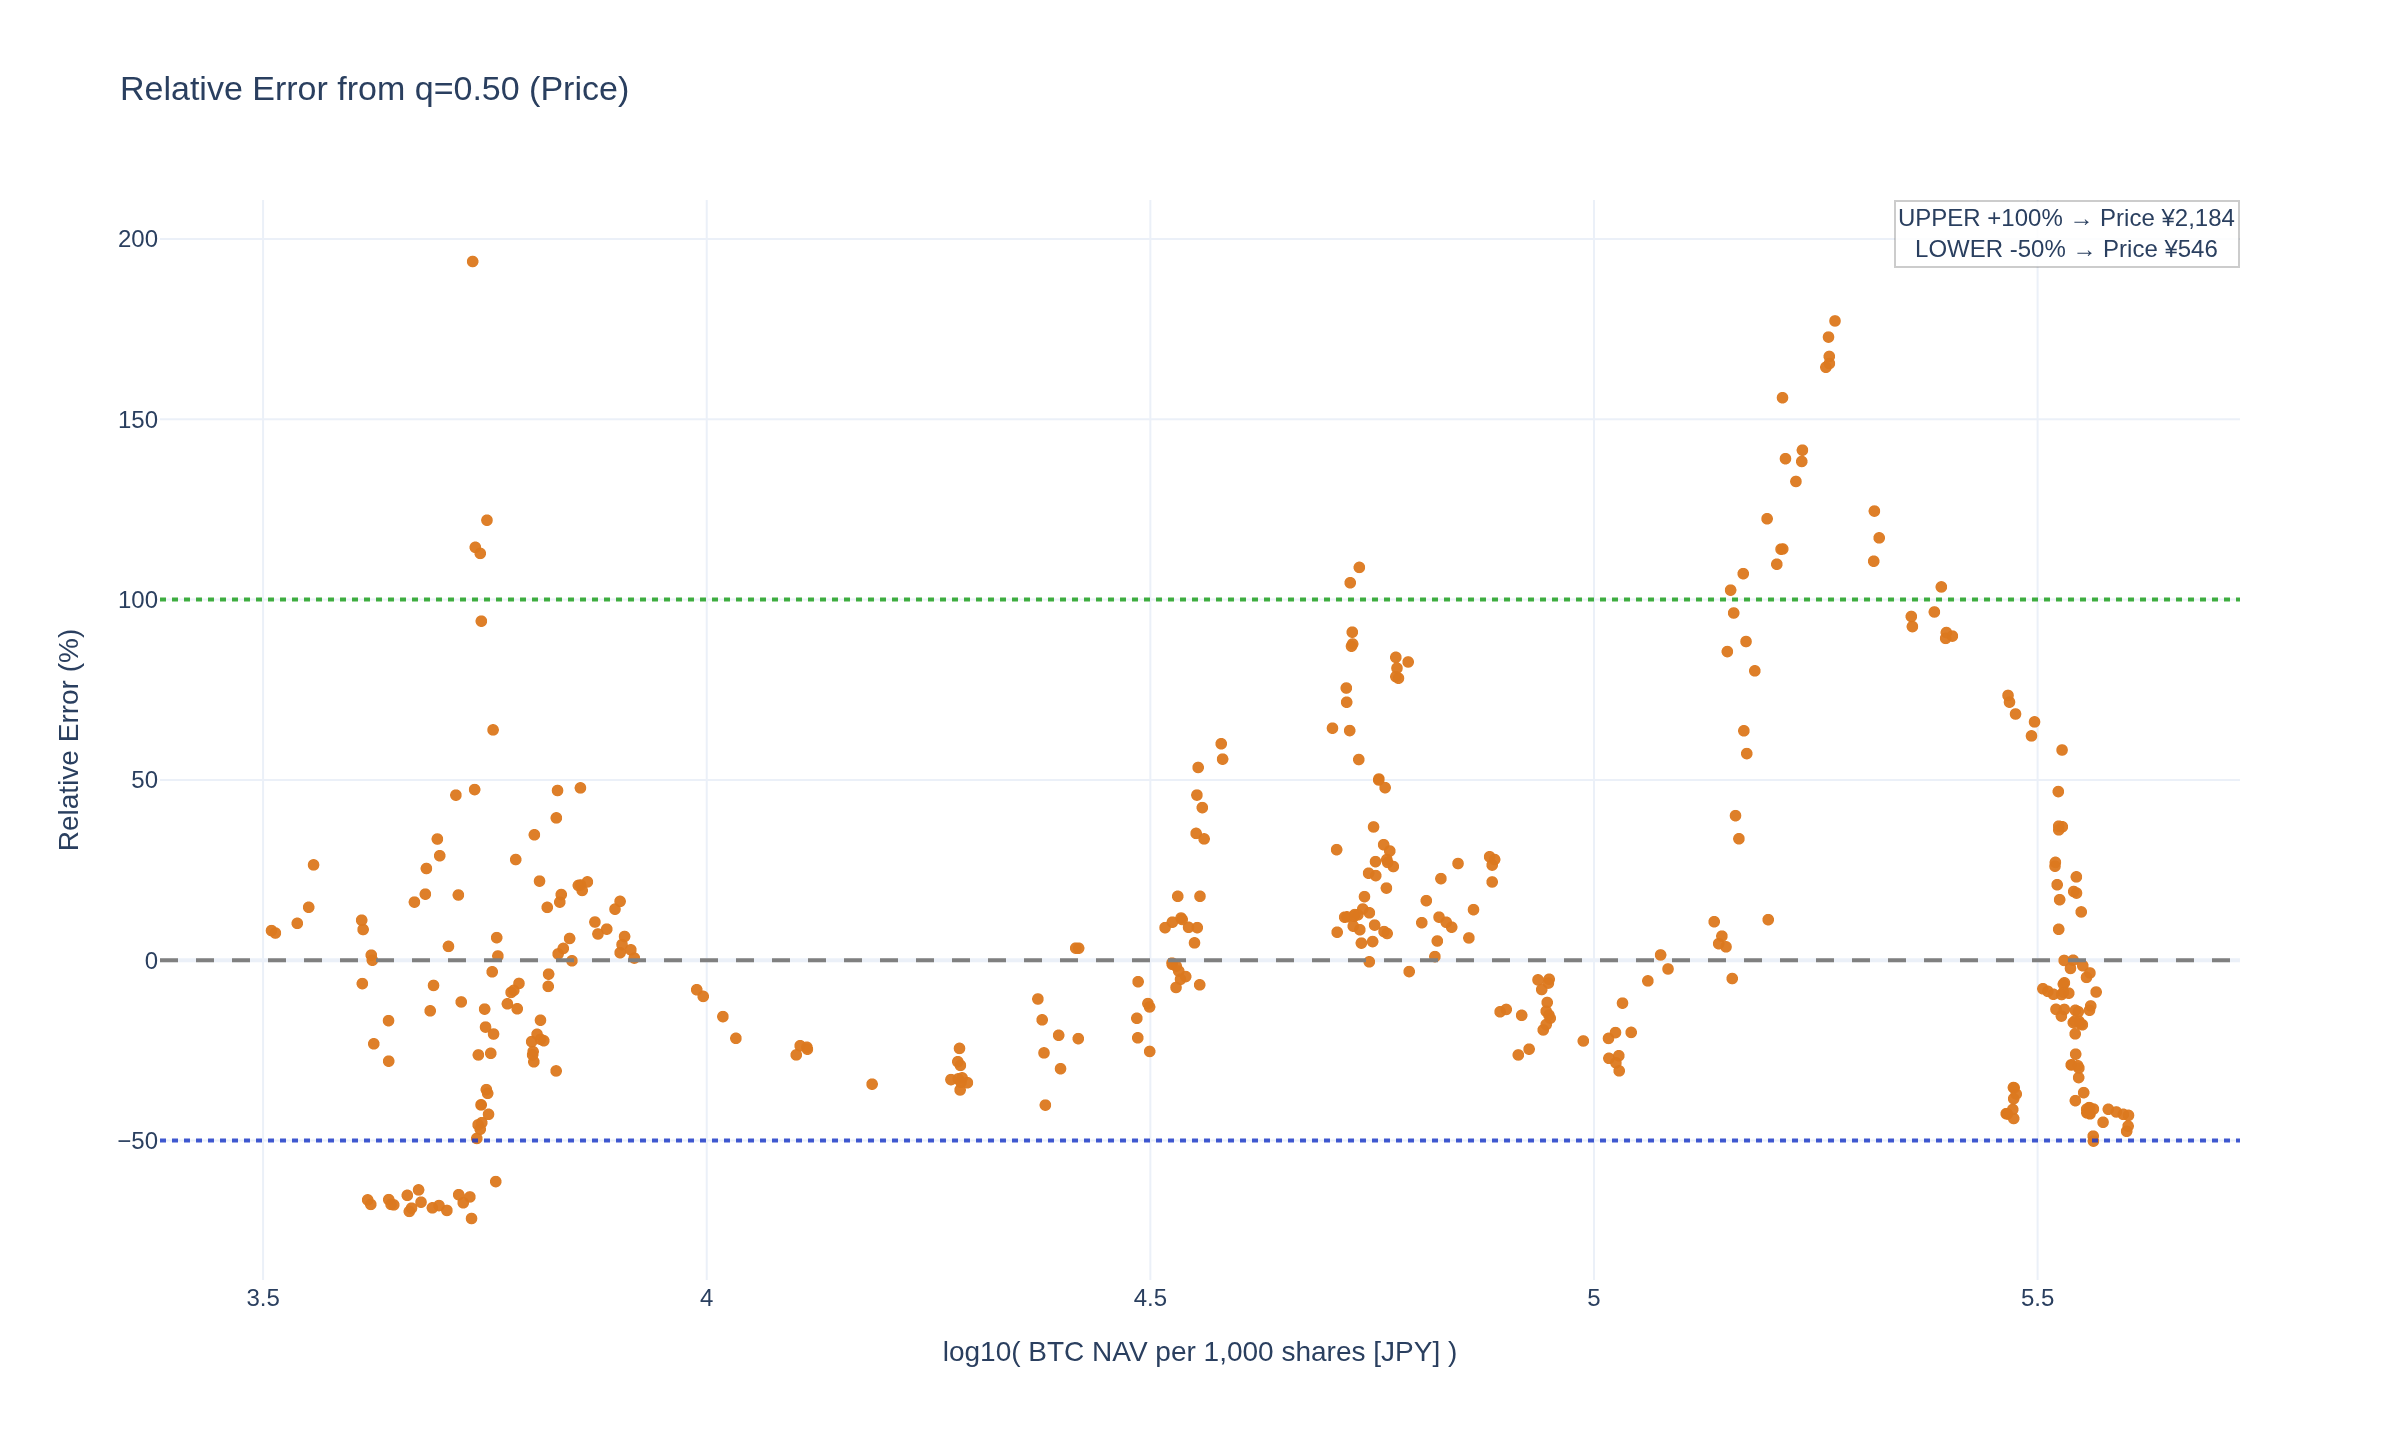 Relative Error from q=0.50 (Price)
UPPER +100% → Price ¥2,184
LOWER -50% → Price ¥546
200
150
100
50
0
−50
Relative Error (%)
3.5
4
4.5
5
5.5
log10( BTC NAV per 1,000 shares [JPY] )